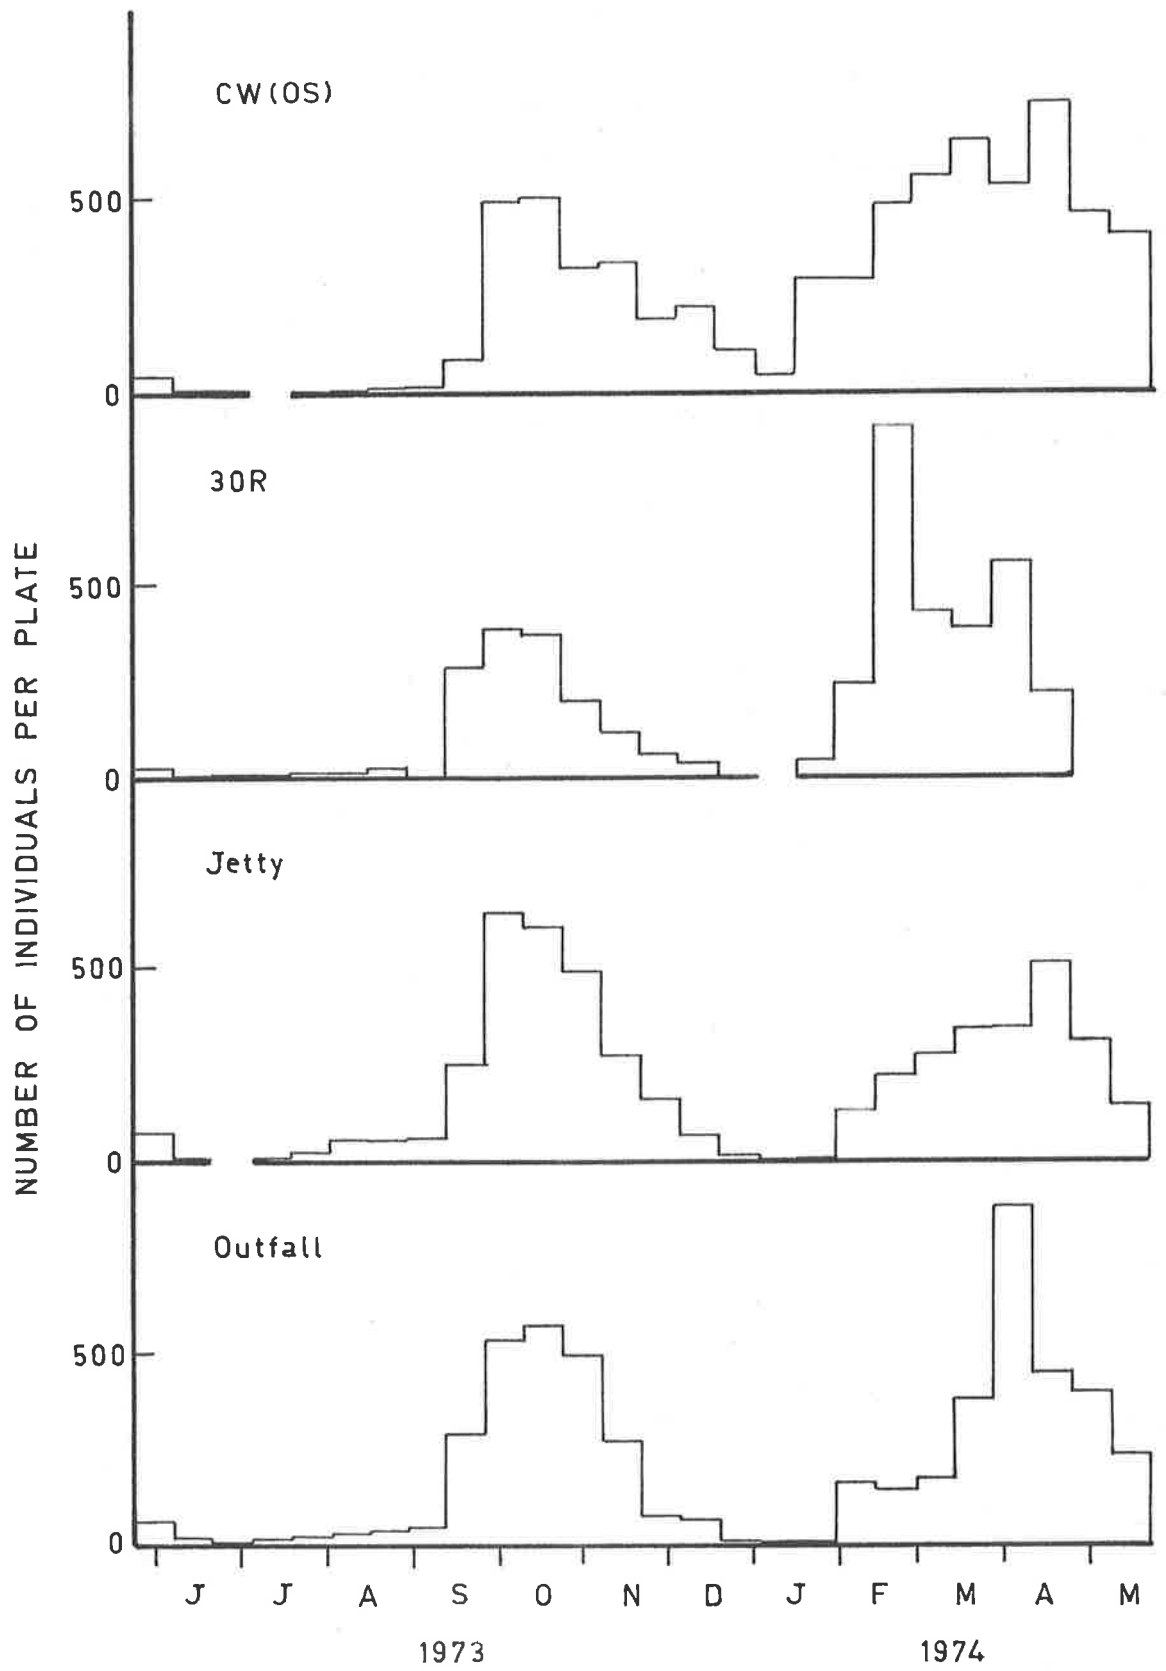 NUMBER OF INDIVIDUALS PER PLATE
CW(OS)
500
0
30R
500
0
Jetty
500
0
Outfall
500
0
J J A S O N D J F M A M
1973 1974